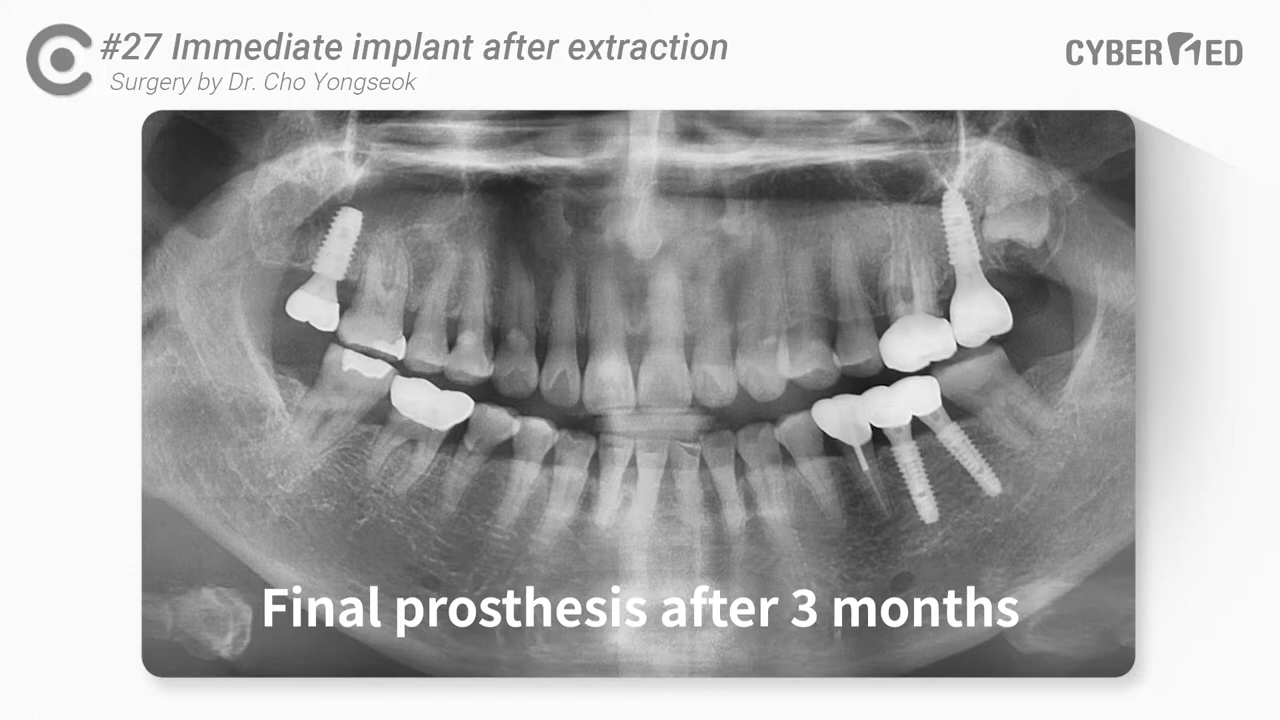 #27 Immediate implant after extraction
Surgery by Dr. Cho Yongseok
CYBERMED
Final prosthesis after 3 months